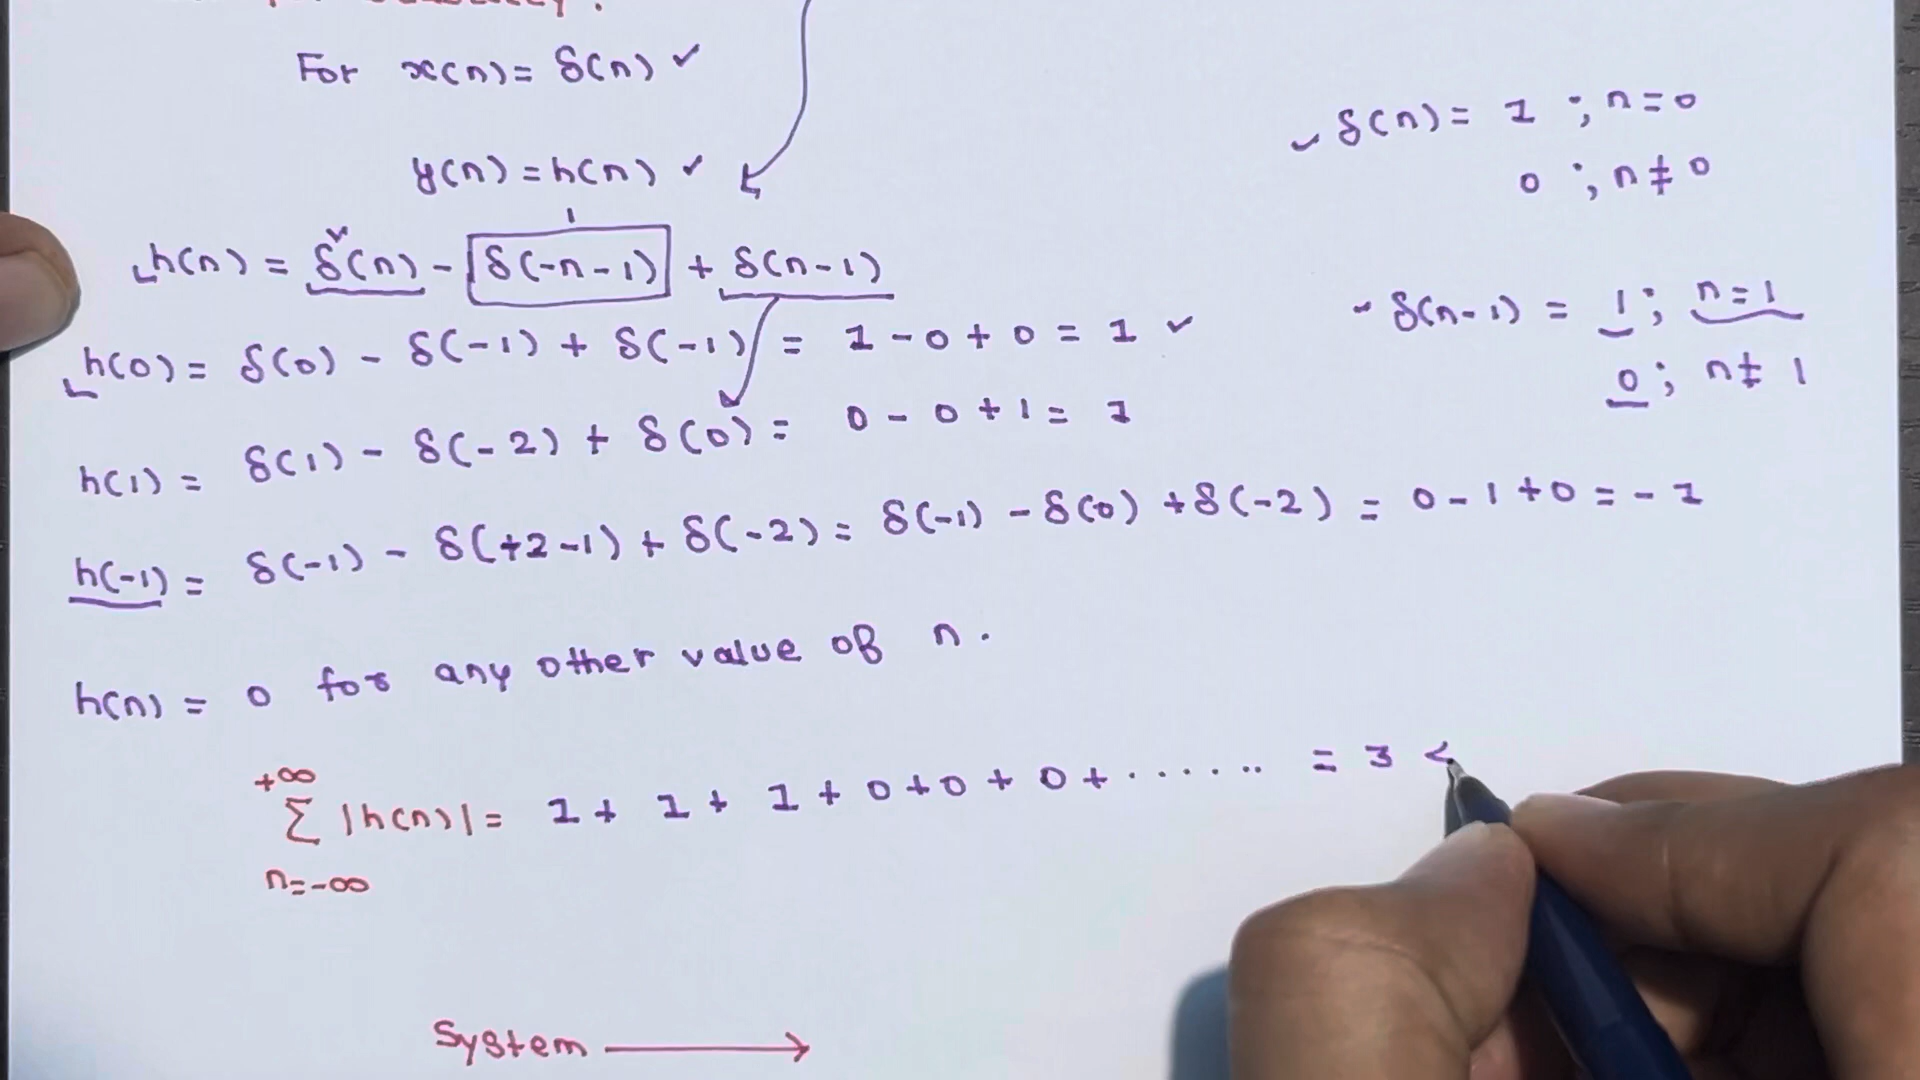 For x(n) = δ(n) ✓
y(n) = h(n) ✓
h(n) = δ(n) - δ(-n-1) + δ(n-1)
h(0) = δ(0) - δ(-1) + δ(-1) = 1 - 0 + 0 = 1 ✓
h(1) = δ(1) - δ(-2) + δ(0) = 0 - 0 + 1 = 1
h(-1) = δ(-1) - δ(+2-1) + δ(-2) = δ(-1) - δ(0) + δ(-2) = 0 - 1 + 0 = -1
h(n) = 0 for any other value of n.
+∞
Σ |h(n)| = 1 + 1 + 1 + 0 + 0 + 0 + ...... = 3 <
n=-∞
System →
δ(n) = 1 ; n=0
0 ; n≠0
δ(n-1) = 1 ; n=1
0 ; n≠1